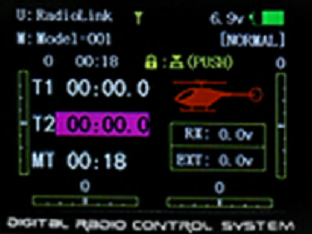 U: RadioLink 6.9v
M: Model-001 [NORMAL]
0 00:18 : (PUSH)
T1 00:00.0
T2 00:00.0
RX: 0.0v
MT 00:18
EXT: 0.0v
0 0
DIGITAL RADIO CONTROL SYSTEM